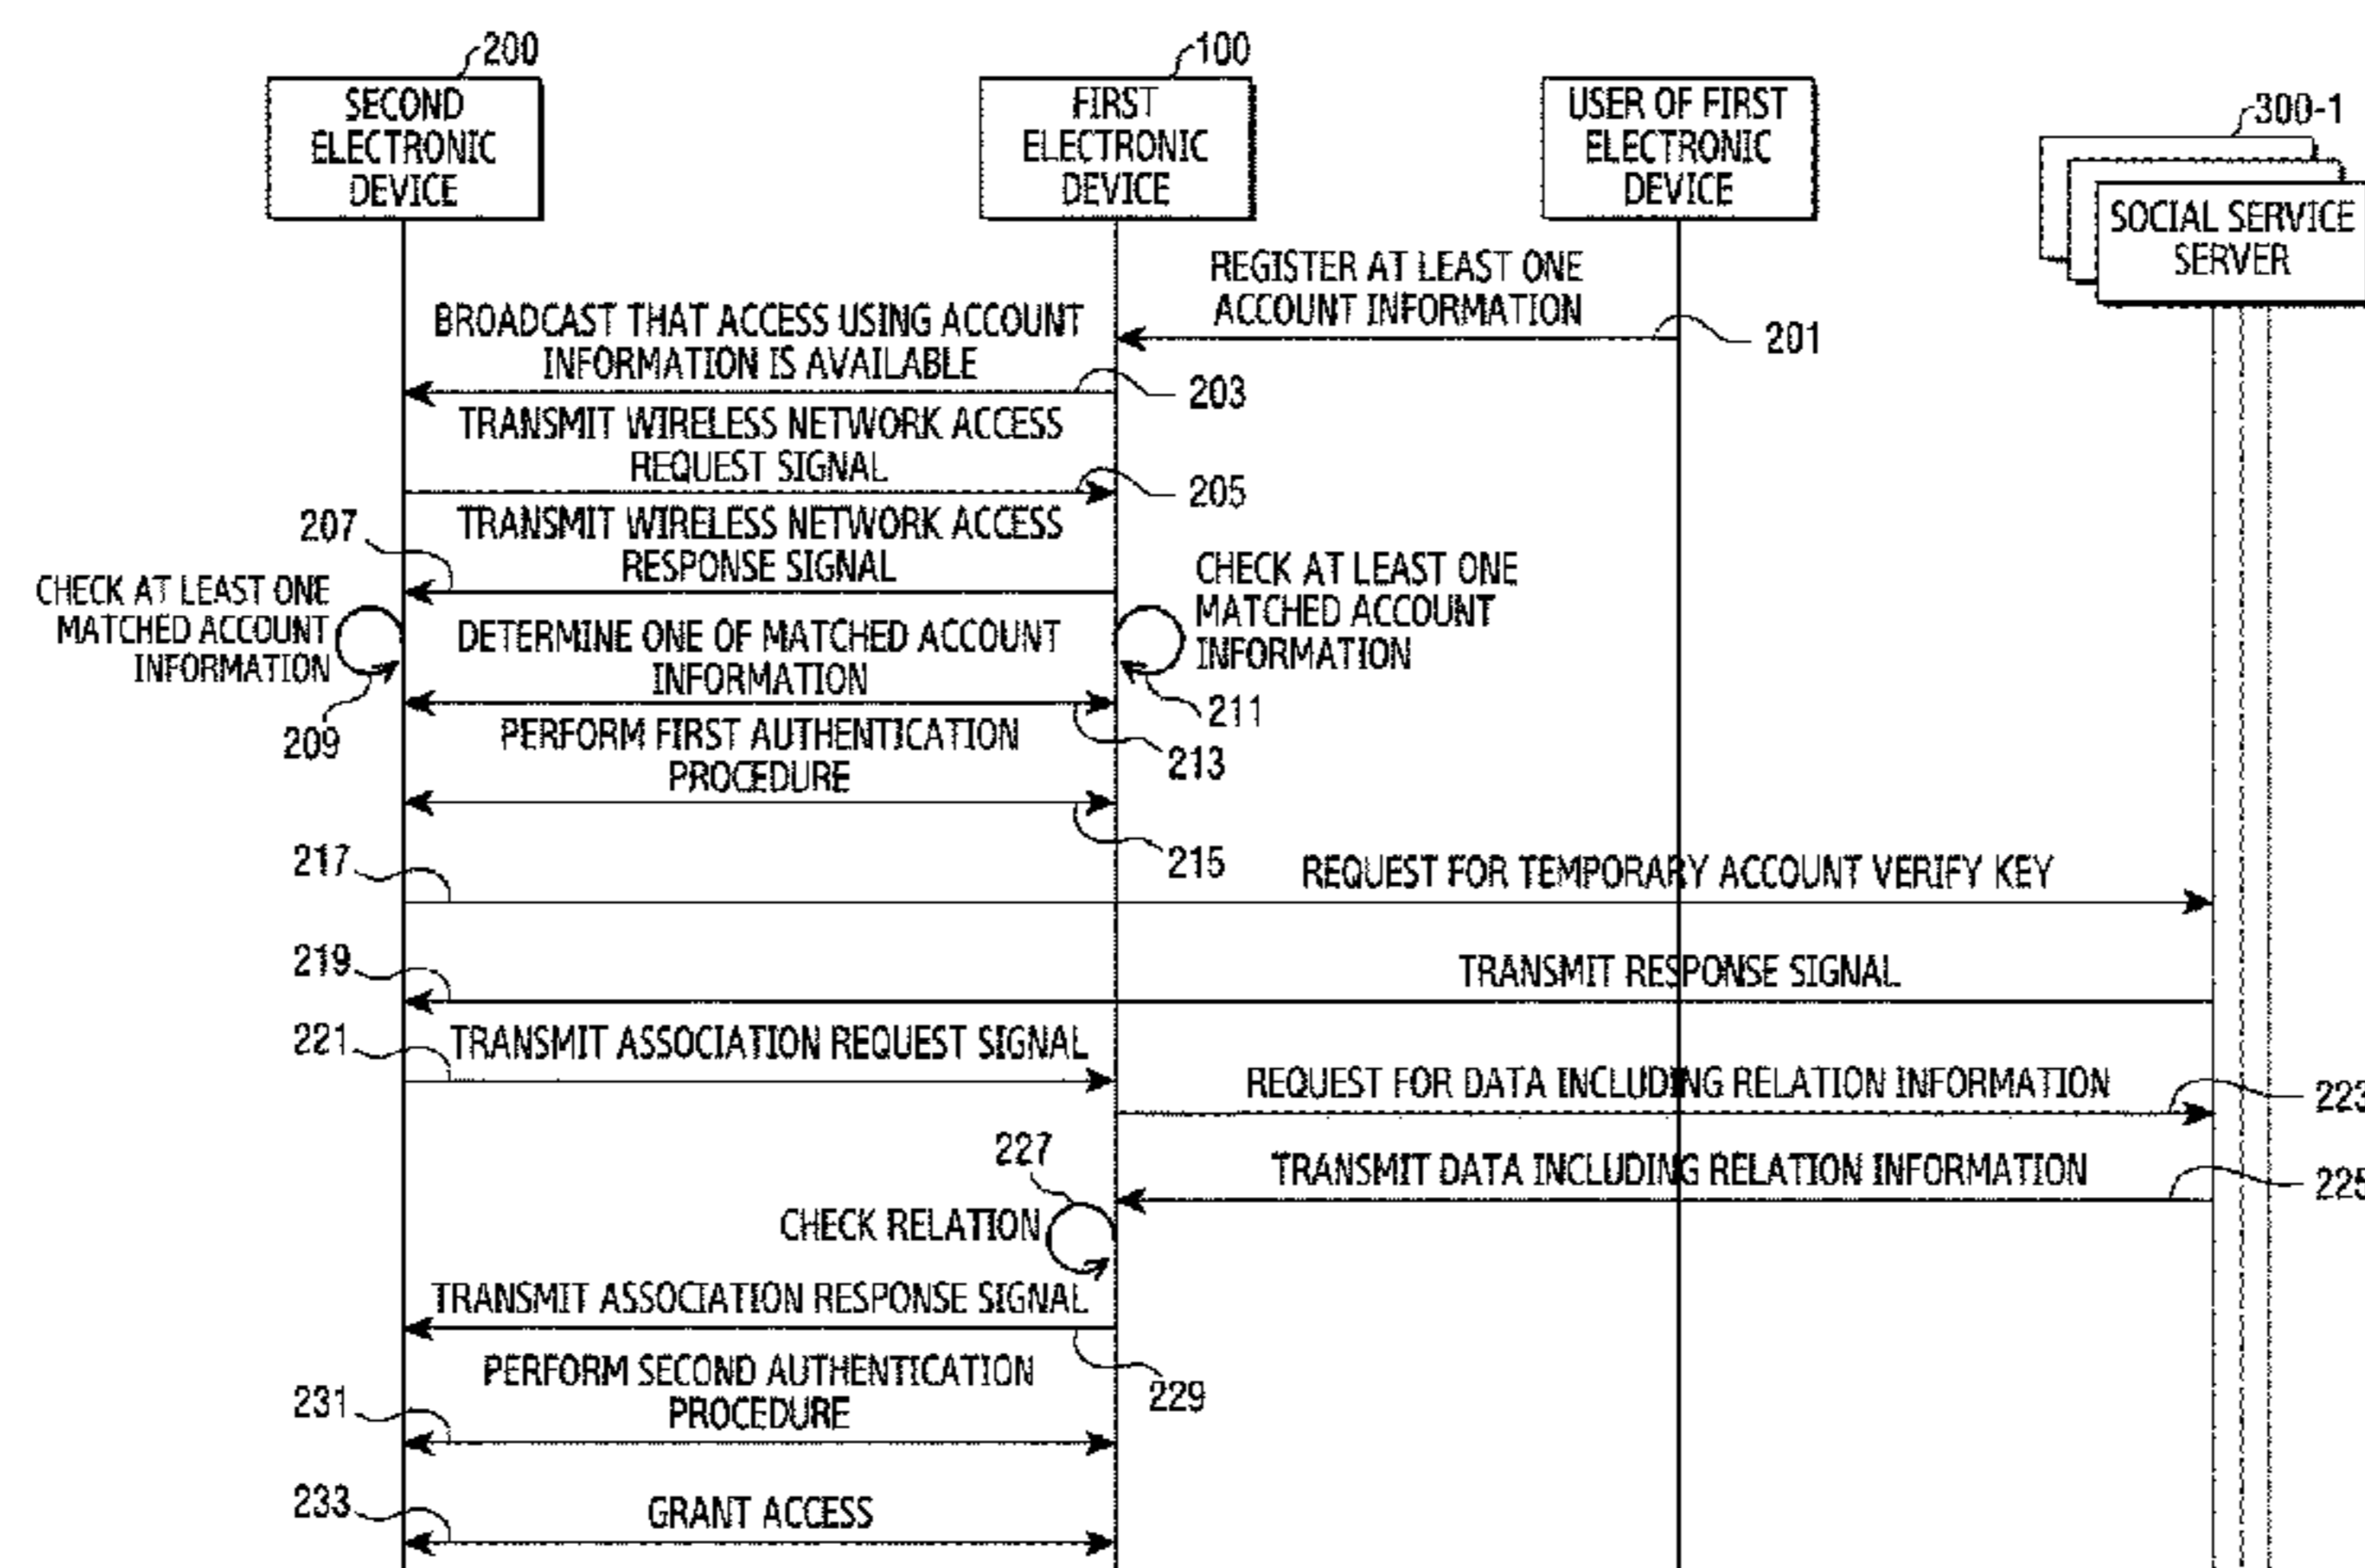 200
SECOND
ELECTRONIC
DEVICE
100
FIRST
ELECTRONIC
DEVICE
USER OF FIRST
ELECTRONIC
DEVICE
300-1
SOCIAL SERVICE
SERVER
REGISTER AT LEAST ONE
ACCOUNT INFORMATION
201
BROADCAST THAT ACCESS USING ACCOUNT
INFORMATION IS AVAILABLE
203
TRANSMIT WIRELESS NETWORK ACCESS
REQUEST SIGNAL
205
207
TRANSMIT WIRELESS NETWORK ACCESS
RESPONSE SIGNAL
CHECK AT LEAST ONE
MATCHED ACCOUNT
INFORMATION
209
CHECK AT LEAST ONE
MATCHED ACCOUNT
INFORMATION
211
DETERMINE ONE OF MATCHED ACCOUNT
INFORMATION
213
PERFORM FIRST AUTHENTICATION
PROCEDURE
215
217
REQUEST FOR TEMPORARY ACCOUNT VERIFY KEY
219
TRANSMIT RESPONSE SIGNAL
221
TRANSMIT ASSOCIATION REQUEST SIGNAL
REQUEST FOR DATA INCLUDING RELATION INFORMATION
223
TRANSMIT DATA INCLUDING RELATION INFORMATION
225
227
CHECK RELATION
TRANSMIT ASSOCIATION RESPONSE SIGNAL
229
231
PERFORM SECOND AUTHENTICATION
PROCEDURE
233
GRANT ACCESS